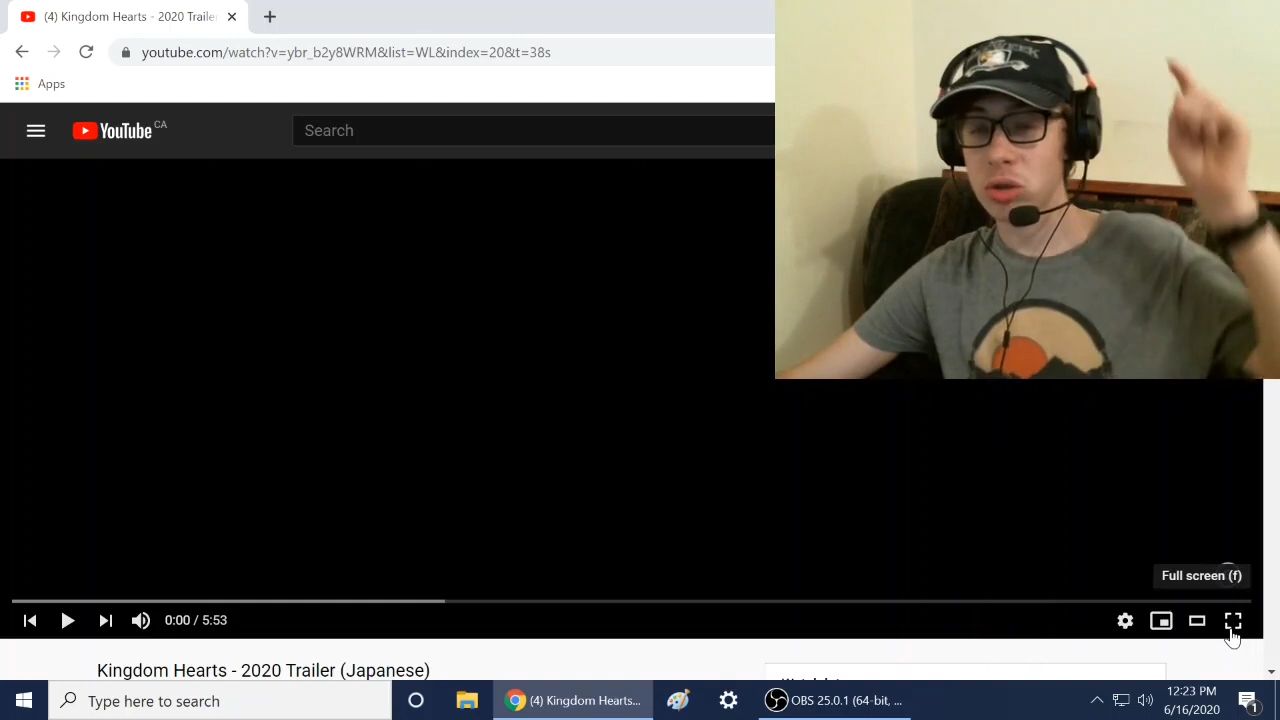 (4) Kingdom Hearts - 2020 Trailer
youtube.com/watch?v=ybr_b2y8WRM&list=WL&index=20&t=38s
Apps
YouTube CA
Search
Full screen (f)
0:00 / 5:53
Kingdom Hearts - 2020 Trailer (Japanese)
Type here to search
(4) Kingdom Hearts...
OBS 25.0.1 (64-bit, ...
12:23 PM
6/16/2020
1